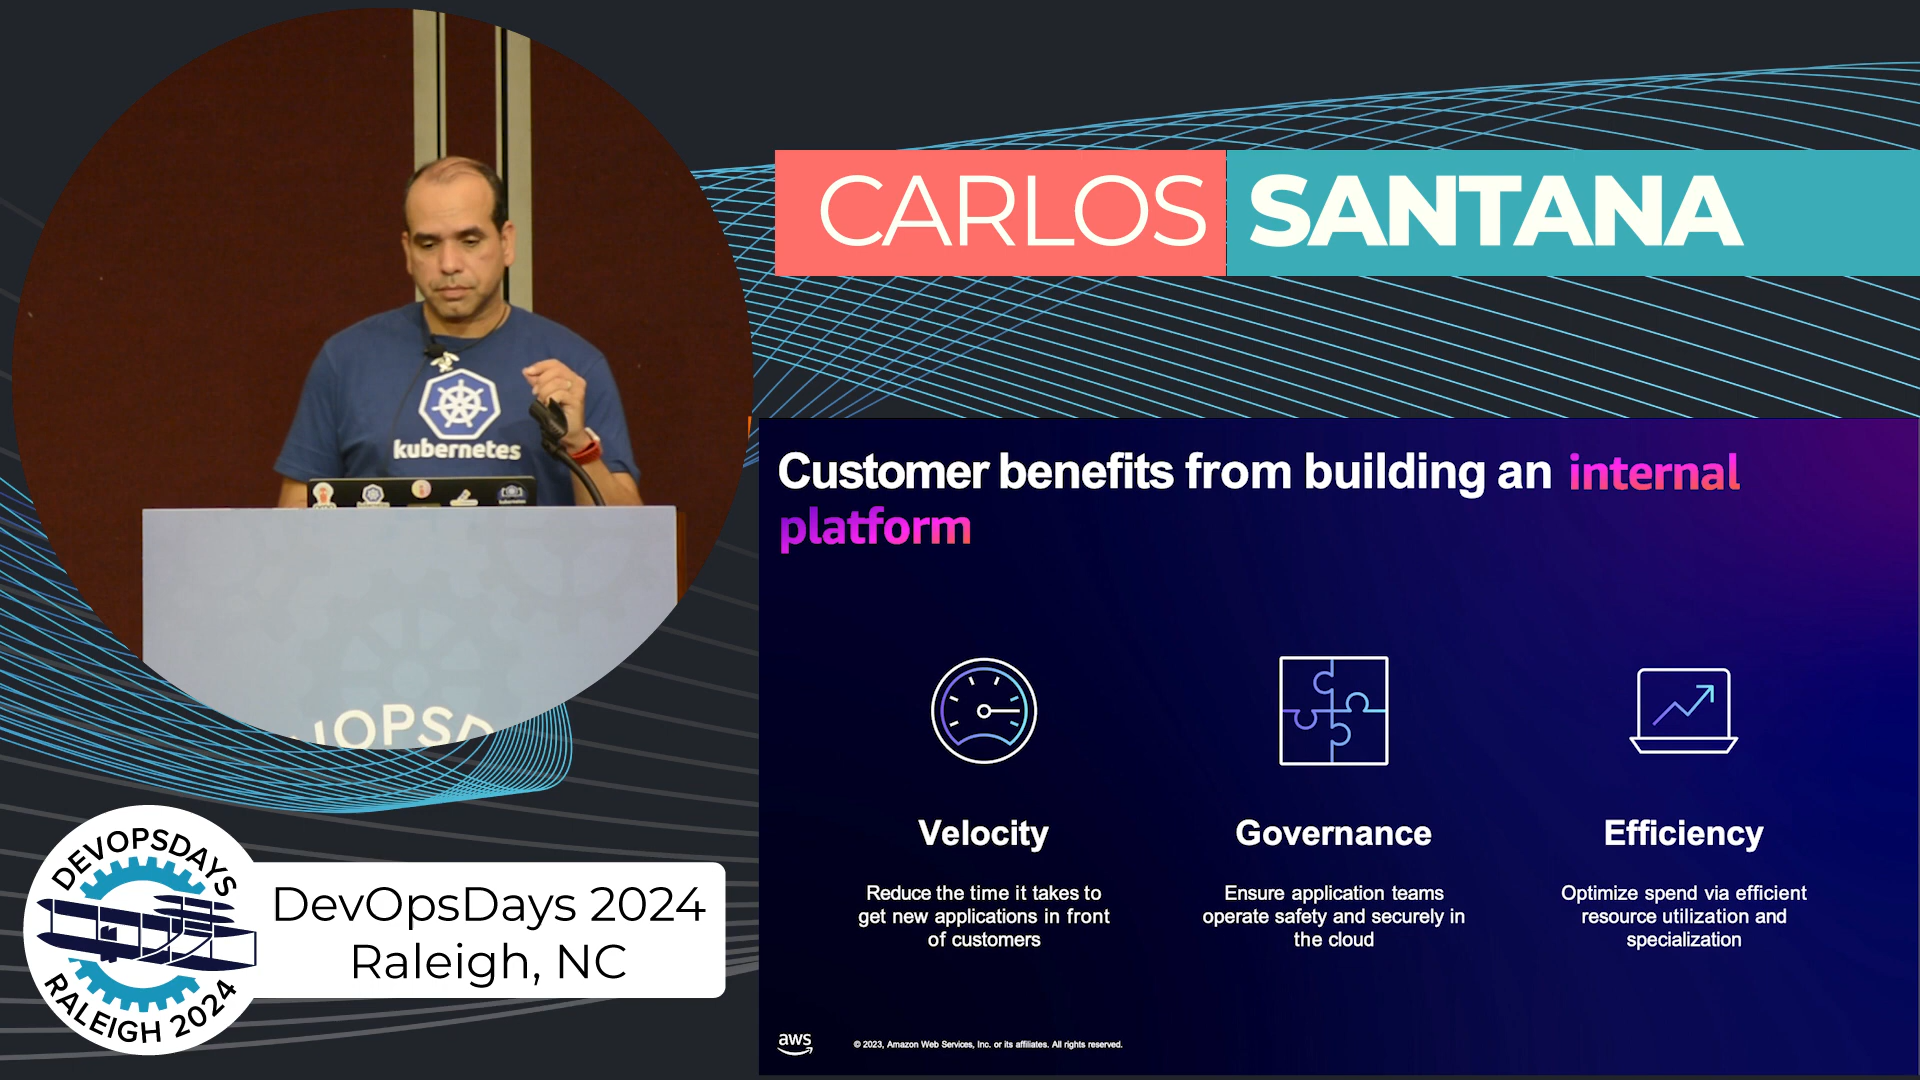 CARLOS SANTANA
kubernetes
OPSD
DEVOPSDAYS
RALEIGH 2024
DevOpsDays 2024
Raleigh, NC
Customer benefits from building an internal
platform
Velocity
Reduce the time it takes to
get new applications in front
of customers
Governance
Ensure application teams
operate safety and securely in
the cloud
Efficiency
Optimize spend via efficient
resource utilization and
specialization
aws
© 2023, Amazon Web Services, Inc. or its affiliates. All rights reserved.